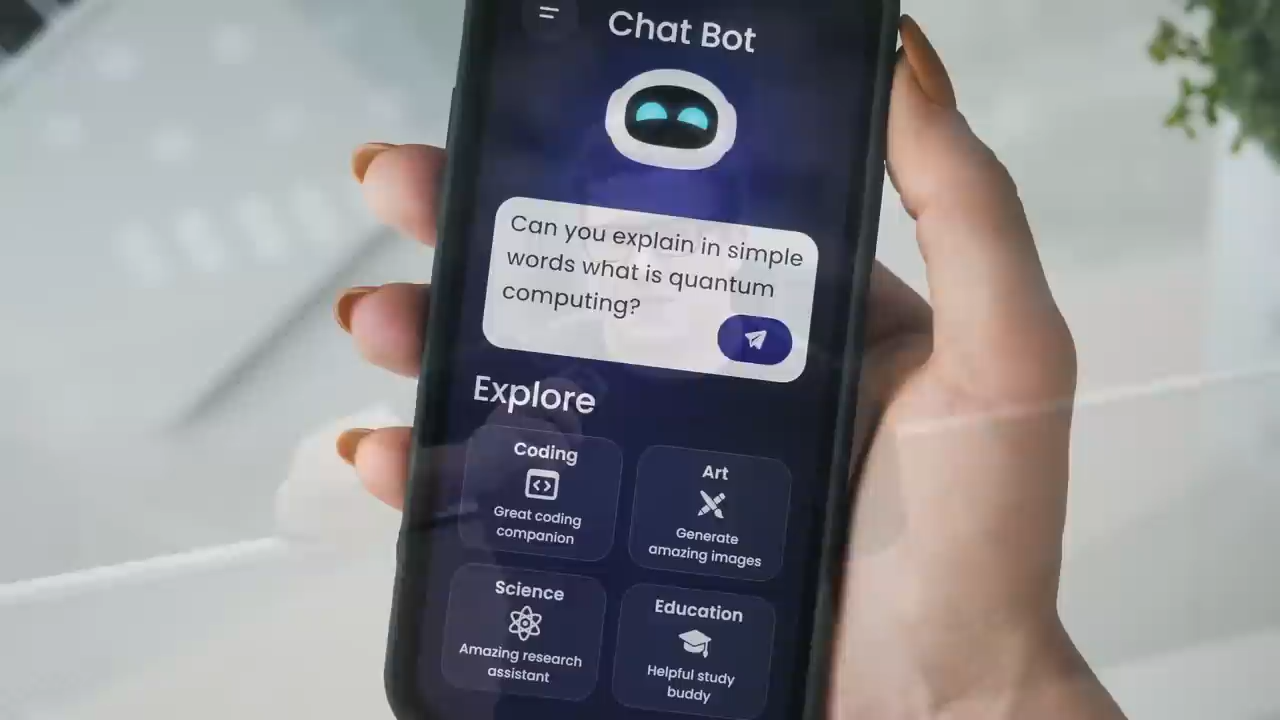 Chat Bot
Can you explain in simple
words what is quantum
computing?
Explore
Coding
Great coding
companion
Art
Generate
amazing images
Science
Amazing research
assistant
Education
Helpful study
buddy